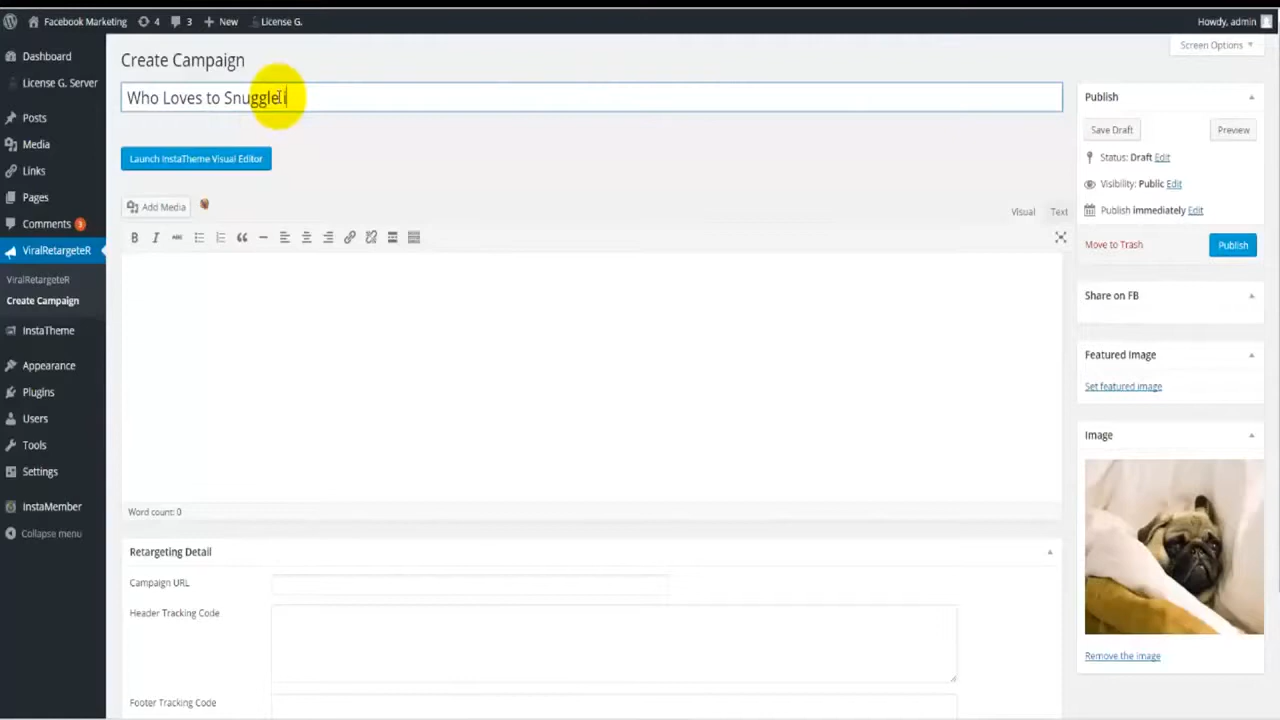 Facebook Marketing 4 3 New License G. Howdy, admin
Screen Options
Dashboard
License G. Server
Posts
Media
Links
Pages
Comments 3
ViralRetargeteR
ViralRetargeteR
Create Campaign
InstaTheme
Appearance
Plugins
Users
Tools
Settings
InstaMember
Collapse menu
Create Campaign
Who Loves to Snuggle i
Launch InstaTheme Visual Editor
Add Media
Visual Text
B I ABC
Word count: 0
Retargeting Detail
Campaign URL
Header Tracking Code
Footer Tracking Code
Publish
Save Draft Preview
Status: Draft Edit
Visibility: Public Edit
Publish immediately Edit
Move to Trash Publish
Share on FB
Featured Image
Set featured image
Image
Remove the image